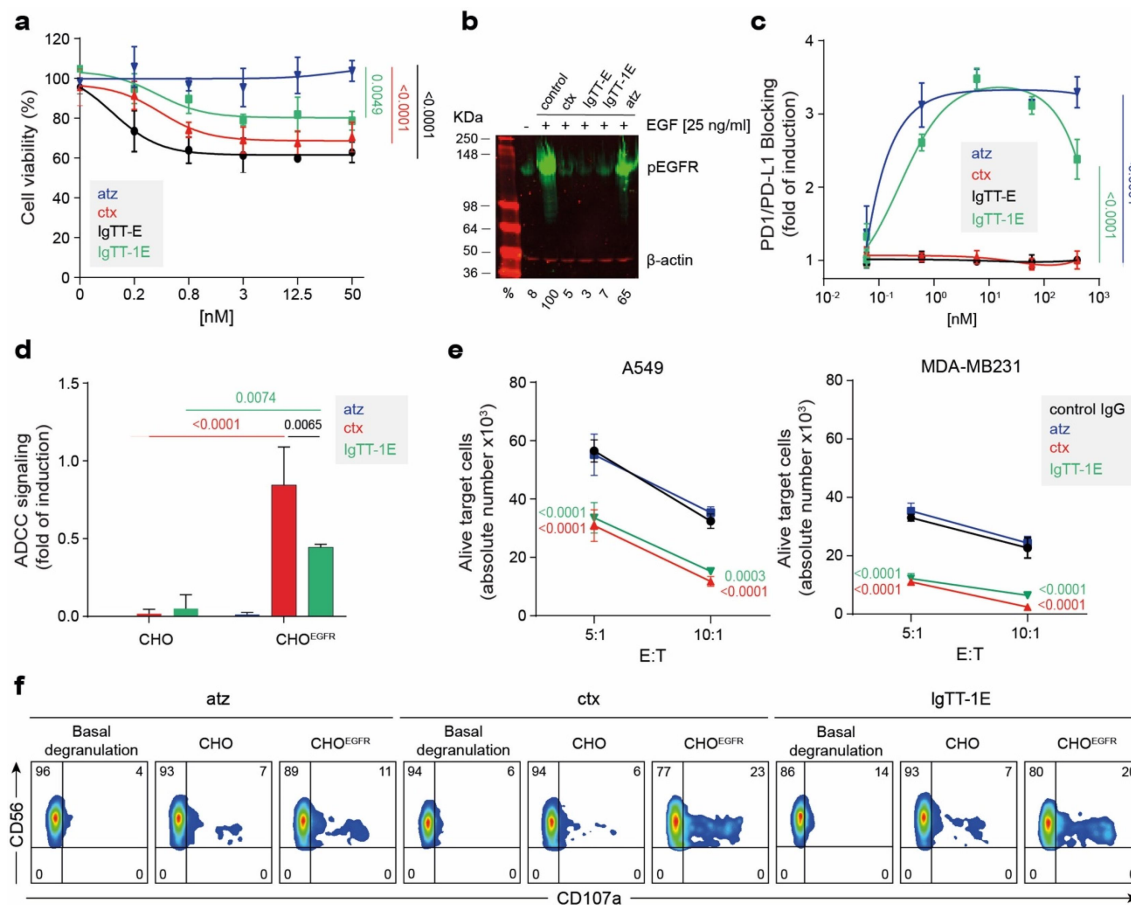 a
Cell viability (%)
120
100
80
60
40
20
0
0 0.2 0.8 3 12.5 50
[nM]
atz
ctx
IgTT-E
IgTT-1E
0.0049
<0.0001
<0.0001
b
control
ctx
IgTT-E
IgTT-1E
atz
KDa
- + + + + + EGF [25 ng/ml]
250
148
98
64
50
36
pEGFR
β-actin
% 8 100 5 3 7 65
c
PD1/PD-L1 Blocking
(fold of induction)
4
3
2
1
10-2 10-1 100 101 102 103
[nM]
atz
ctx
IgTT-E
IgTT-1E
<0.0001
d
ADCC signaling
(fold of induction)
1.5
1.0
0.5
0.0
0.0074
<0.0001
0.0065
atz
ctx
IgTT-1E
CHO CHOEGFR
e
A549
Alive target cells
(absolute number x103)
80
60
40
20
0
<0.0001
<0.0001
0.0003
<0.0001
5:1 10:1
E:T
MDA-MB231
Alive target cells
(absolute number x103)
80
60
40
20
0
<0.0001
<0.0001
<0.0001
<0.0001
5:1 10:1
E:T
control IgG
atz
ctx
IgTT-1E
f
atz ctx IgTT-1E
Basal degranulation CHO CHOEGFR Basal degranulation CHO CHOEGFR Basal degranulation CHO CHOEGFR
96 4 93 7 89 11 94 6 94 6 77 23 86 14 93 7 80 20
0 0 0 0 0 0 0 0 0 0 0 0 0 0 0 0 0 0
CD56
CD107a